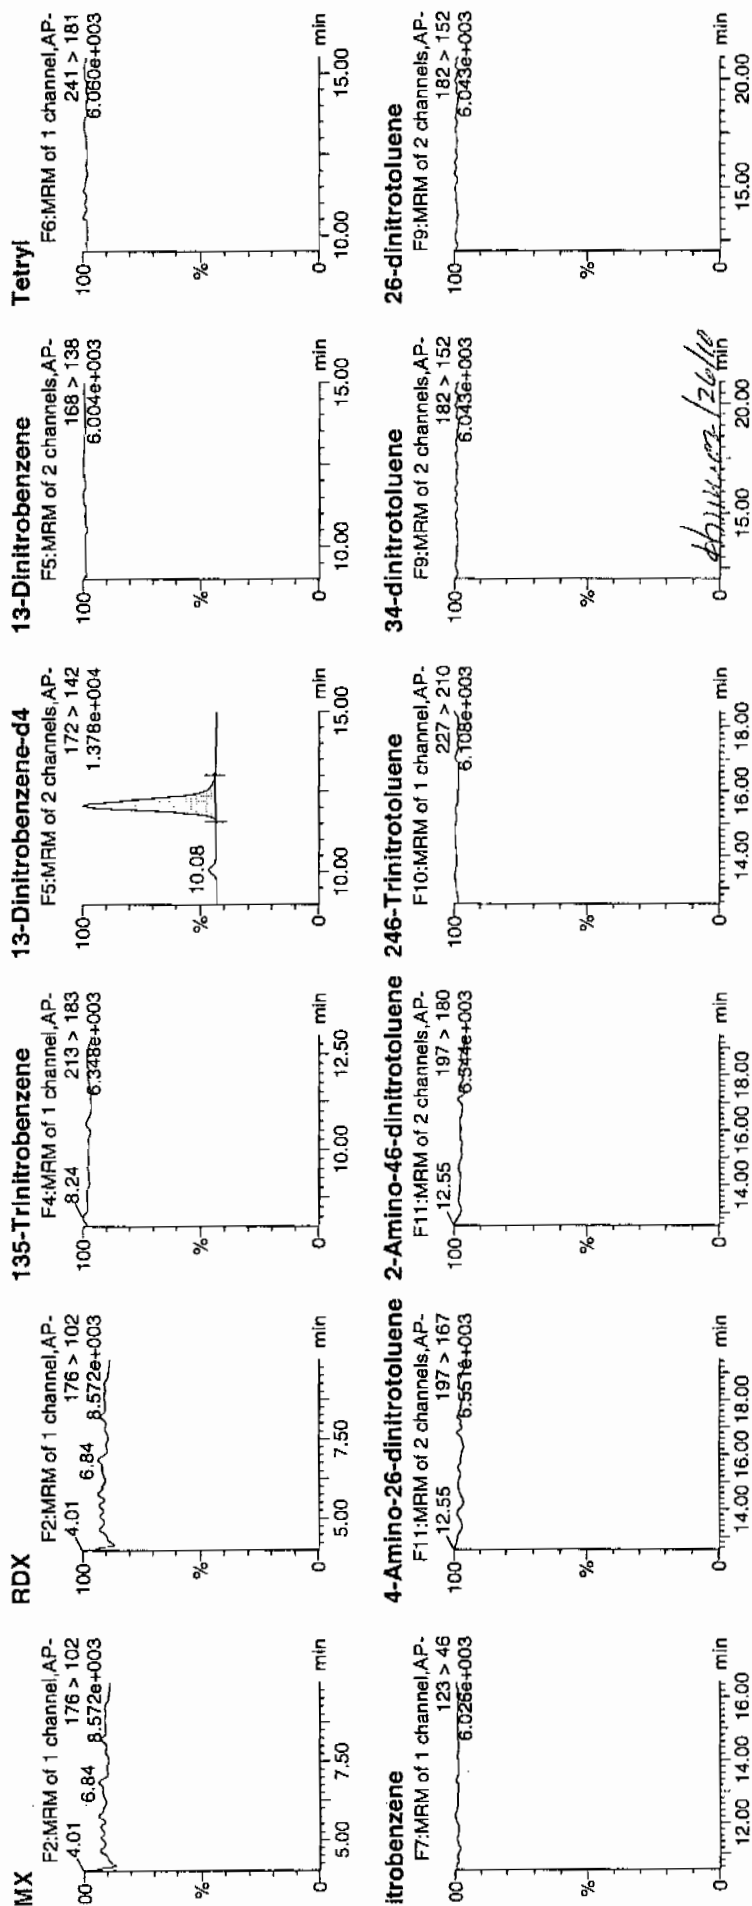 MX
F2:MRM of 1 channel,AP-
176 > 102
8.572e+003
4.01
6.84
00
%
0
5.00 7.50 min
RDX
F2:MRM of 1 channel,AP-
176 > 102
8.572e+003
4.01
6.84
100
%
0
5.00 7.50 min
135-Trinitrobenzene
F4:MRM of 1 channel,AP-
213 > 183
6.348e+003
8.24
100
%
0
10.00 12.50 min
13-Dinitrobenzene-d4
F5:MRM of 2 channels,AP-
172 > 142
1.378e+004
100
10.08
%
0
10.00 15.00 min
13-Dinitrobenzene
F5:MRM of 2 channels,AP-
168 > 138
6.004e+003
100
%
0
10.00 15.00 min
Tetryl
F6:MRM of 1 channel,AP-
241 > 181
6.060e+003
100
%
0
10.00 15.00 min
itrobenzene
F7:MRM of 1 channel,AP-
123 > 46
6.026e+003
00
%
0
12.00 14.00 16.00 min
4-Amino-26-dinitrotoluene
F11:MRM of 2 channels,AP-
197 > 167
6.551e+003
12.55
100
%
0
14.00 16.00 18.00 min
2-Amino-46-dinitrotoluene
F11:MRM of 2 channels,AP-
197 > 180
6.544e+003
12.55
100
%
0
14.00 16.00 18.00 min
246-Trinitrotoluene
F10:MRM of 1 channel,AP-
227 > 210
6.108e+003
100
%
0
14.00 16.00 18.00 min
34-dinitrotoluene
F9:MRM of 2 channels,AP-
182 > 152
6.043e+003
100
%
0
15.00 20.00 min
26-dinitrotoluene
F9:MRM of 2 channels,AP-
182 > 152
6.043e+003
100
%
0
15.00 20.00 min